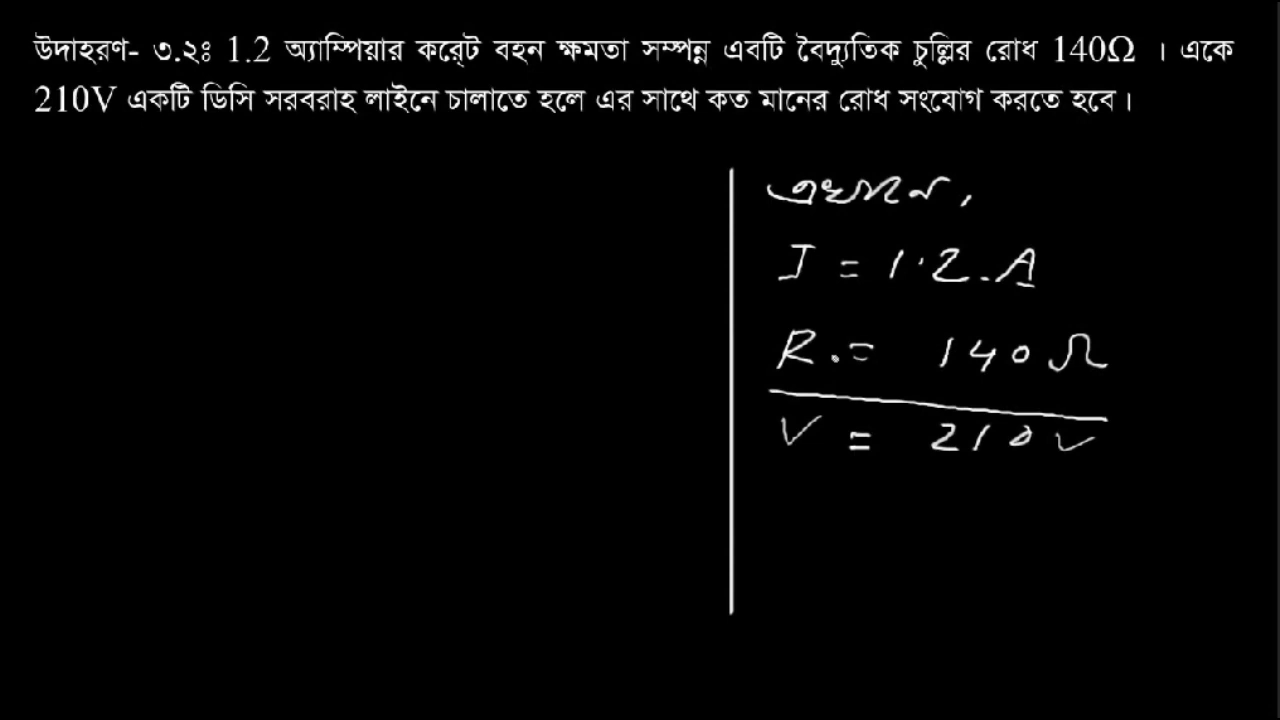 উদাহরণ- ৩.২ঃ 1.2 অ্যাম্পিয়ার কর্টেট বহন ক্ষমতা সম্পন্ন এবটি বৈদ্যুতিক চুল্লির রোধ 140Ω । একে
210V একটি ডিসি সরবরাহ লাইনে চালাতে হলে এর সাথে কত মানের রোধ সংযোগ করতে হবে।
এখানে,
I = 1.2 A
R = 140 Ω
V = 210 V